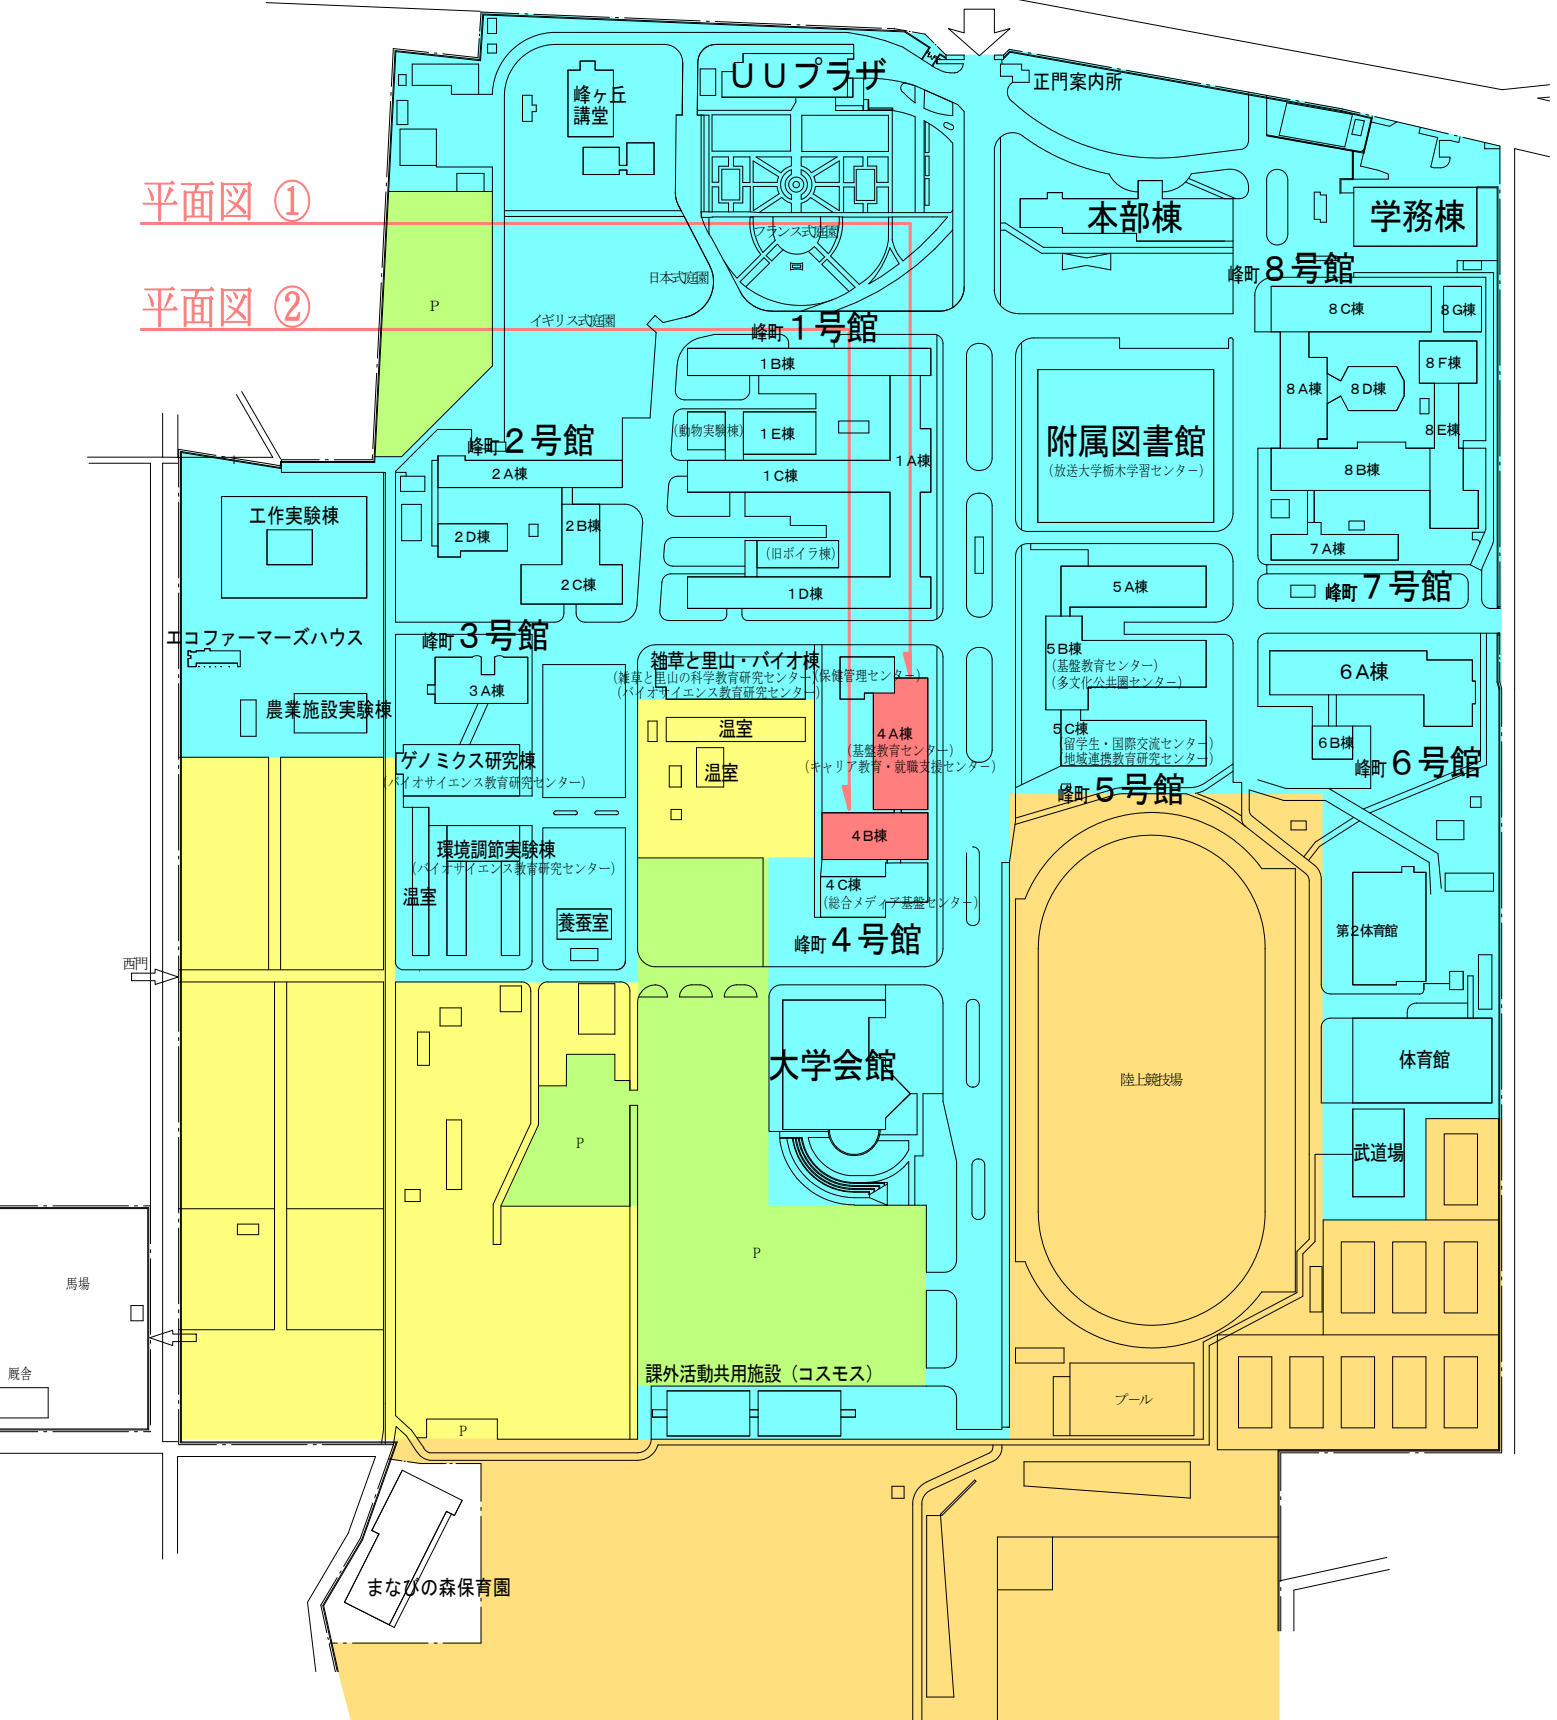 正門案内所
UUプラザ
峰ヶ丘
講堂
平面図 ①
本部棟
学務棟
フランス式庭園
日本式庭園
峰町8号館
平面図 ②
P
イギリス式庭園
峰町1号館
8C棟
8G棟
1B棟
8F棟
8A棟
8D棟
(動物実験棟)
1E棟
8E棟
峰町2号館
附属図書館
(放送大学栃木学習センター)
1A棟
2A棟
1C棟
8B棟
工作実験棟
2B棟
2D棟
(旧ボイラ棟)
7A棟
2C棟
1D棟
5A棟
峰町7号館
エコファーマーズハウス
峰町3号館
雑草と里山・バイオ棟
(雑草と里山の科学教育研究センター)
(バイオサイエンス教育研究センター)
(保健管理センター)
5B棟
(基盤教育センター)
(多文化公共圏センター)
6A棟
3A棟
農業施設実験棟
温室
4A棟
(基盤教育センター)
(キャリア教育・就職支援センター)
5C棟
(留学生・国際交流センター)
(地域連携教育研究センター)
6B棟
峰町6号館
ゲノミクス研究棟
(バイオサイエンス教育研究センター)
温室
峰町5号館
4B棟
環境調節実験棟
(バイオサイエンス教育研究センター)
温室
4C棟
(総合メディア基盤センター)
養蚕室
峰町4号館
第2体育館
西門
大学会館
体育館
陸上競技場
P
武道場
P
馬場
厩舎
課外活動共用施設(コスモス)
プール
P
まなびの森保育園